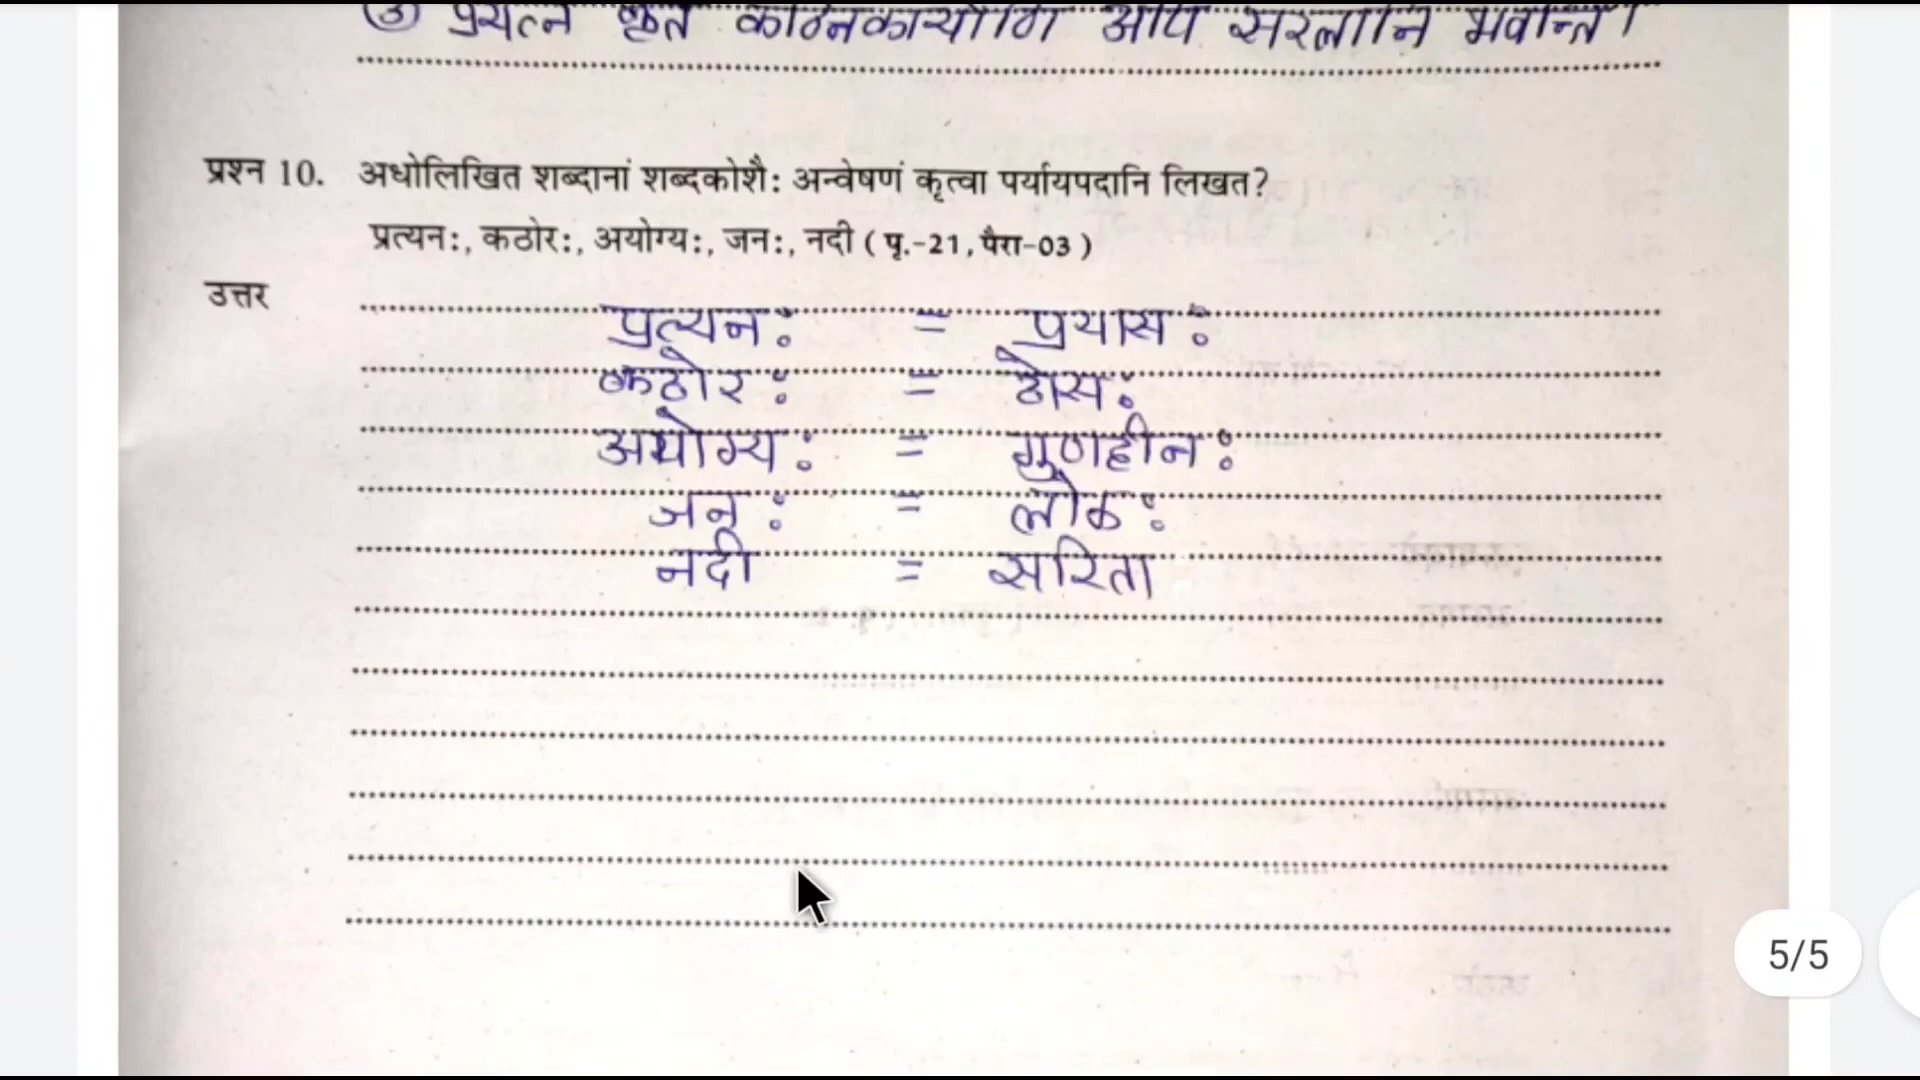 (3) प्रयत्ने कृते कठिनकार्याणि अपि सरलानि भवन्ति।
प्रश्न 10. अधोलिखित शब्दानां शब्दकोशै: अन्वेषणं कृत्वा पर्यायपदानि लिखत?
प्रत्यन:, कठोर:, अयोग्य:, जन:, नदी ( पृ.-21, पैरा-03 )
उत्तर
प्रत्यन: = प्रयास:
कठोर: = ठोस:
अयोग्य: = गुणहीन:
जन: = लोक:
नदी = सरिता
5/5